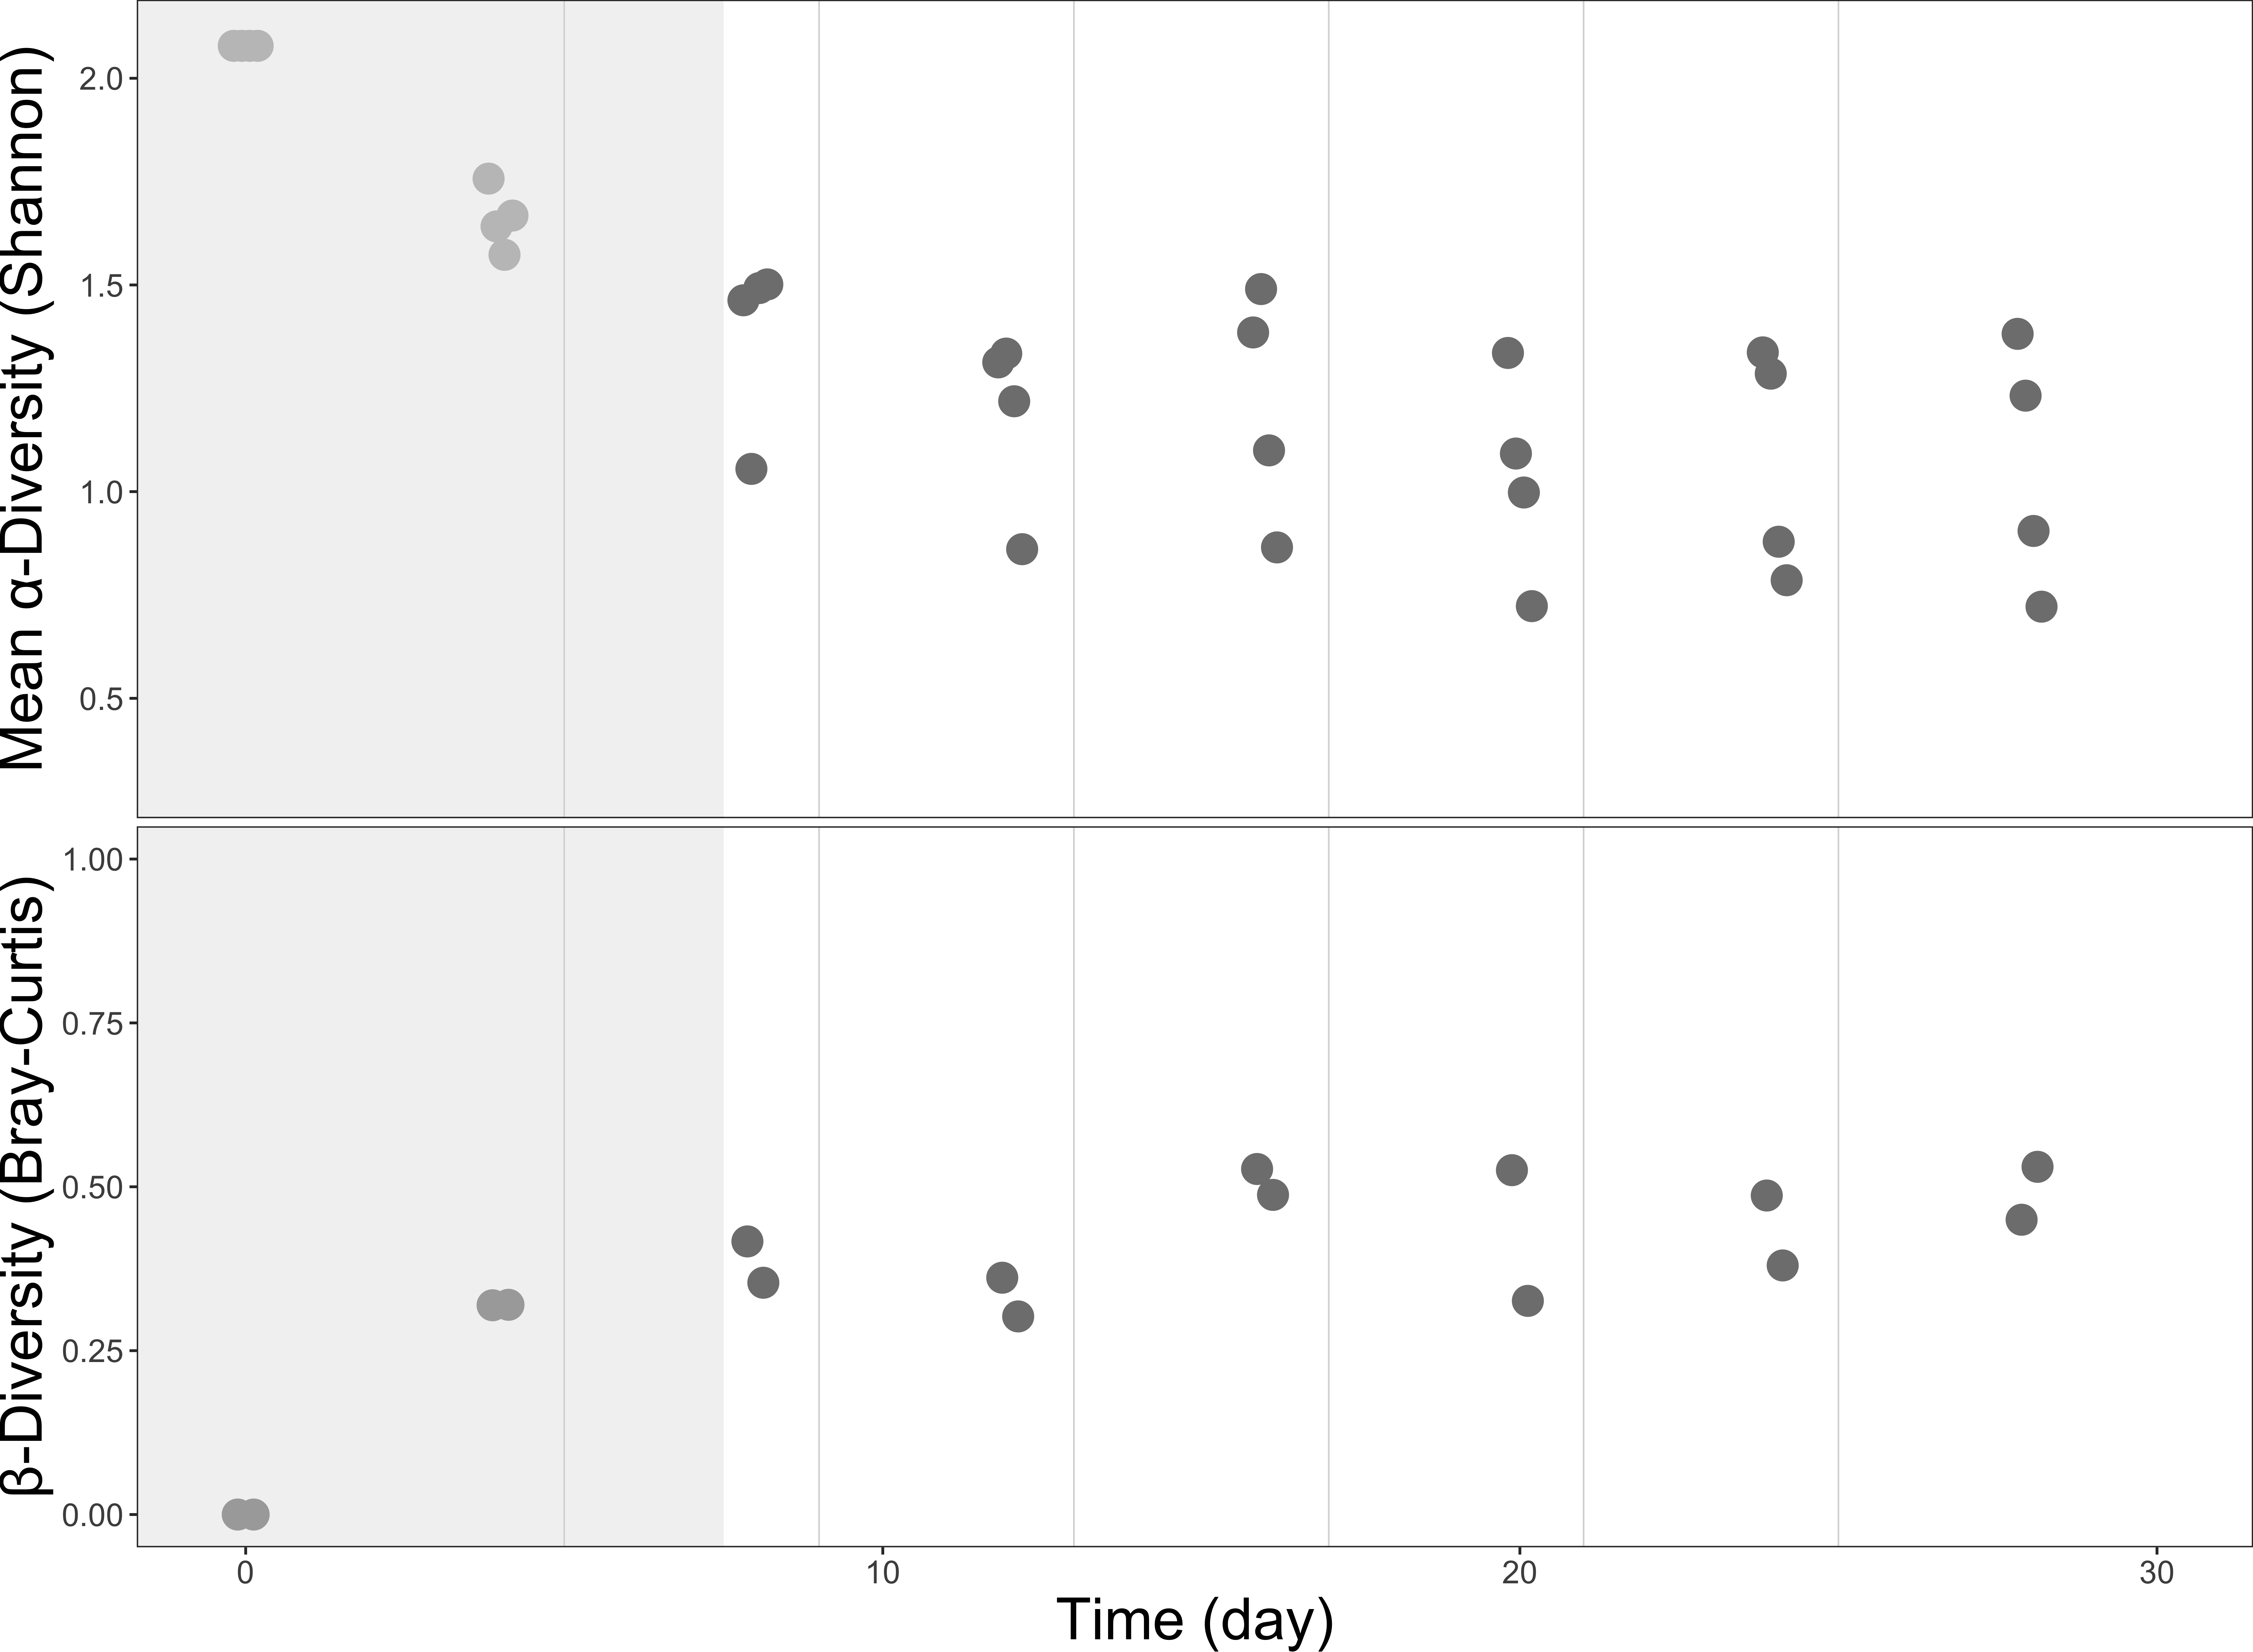 Mean α-Diversity (Shannon)
2.0
1.5
1.0
0.5
β-Diversity (Bray-Curtis)
1.00
0.75
0.50
0.25
0.00
0 10 20 30
Time (day)